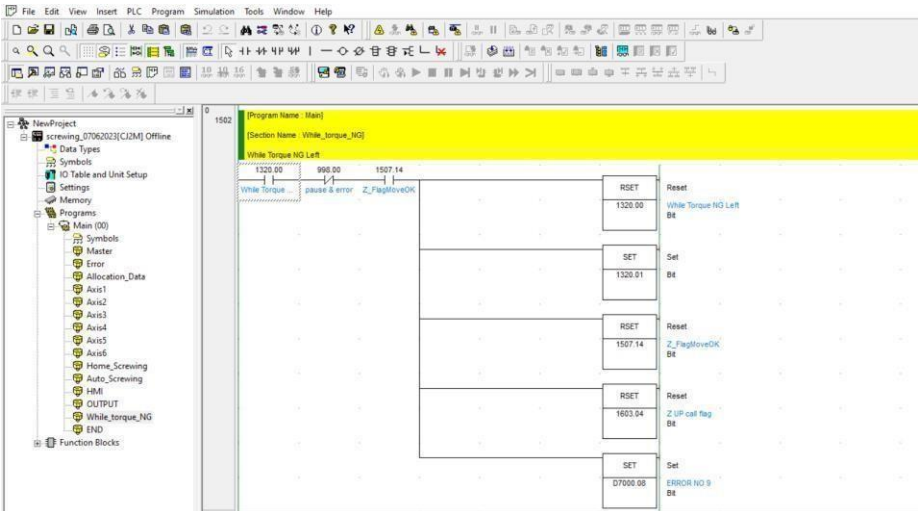 File Edit View Insert PLC Program Simulation Tools Window Help
NewProject
screwing_07062023[CJ2M] Offline
Data Types
Symbols
IO Table and Unit Setup
Settings
Memory
Programs
Main (00)
Symbols
Master
Error
Allocation_Data
Axis1
Axis2
Axis3
Axis4
Axis5
Axis6
Home_Screwing
Auto_Screwing
HMI
OUTPUT
While_torque_NG
END
Function Blocks
0
1502
[Program Name : Main]
[Section Name : While_torque_NG]
While Torque NG Left
1320.00 998.00 1507.14
While Torque ... pause & error Z_FlagMoveOK
RSET Reset
1320.00 While Torque NG Left
Bit
SET Set
1320.01 Bit
RSET Reset
1507.14 Z_FlagMoveOK
Bit
RSET Reset
1603.04 Z UP call flag
Bit
SET Set
D7000.08 ERROR NO 9
Bit